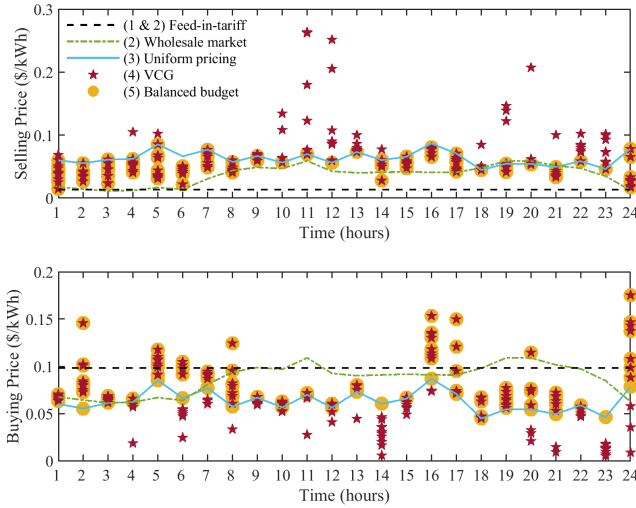 0.3
0.2
0.1
0
Selling Price ($/kWh)
(1 & 2) Feed-in-tariff
(2) Wholesale market
(3) Uniform pricing
(4) VCG
(5) Balanced budget
1 2 3 4 5 6 7 8 9 10 11 12 13 14 15 16 17 18 19 20 21 22 23 24
Time (hours)
0.2
0.15
0.1
0.05
0
Buying Price ($/kWh)
1 2 3 4 5 6 7 8 9 10 11 12 13 14 15 16 17 18 19 20 21 22 23 24
Time (hours)